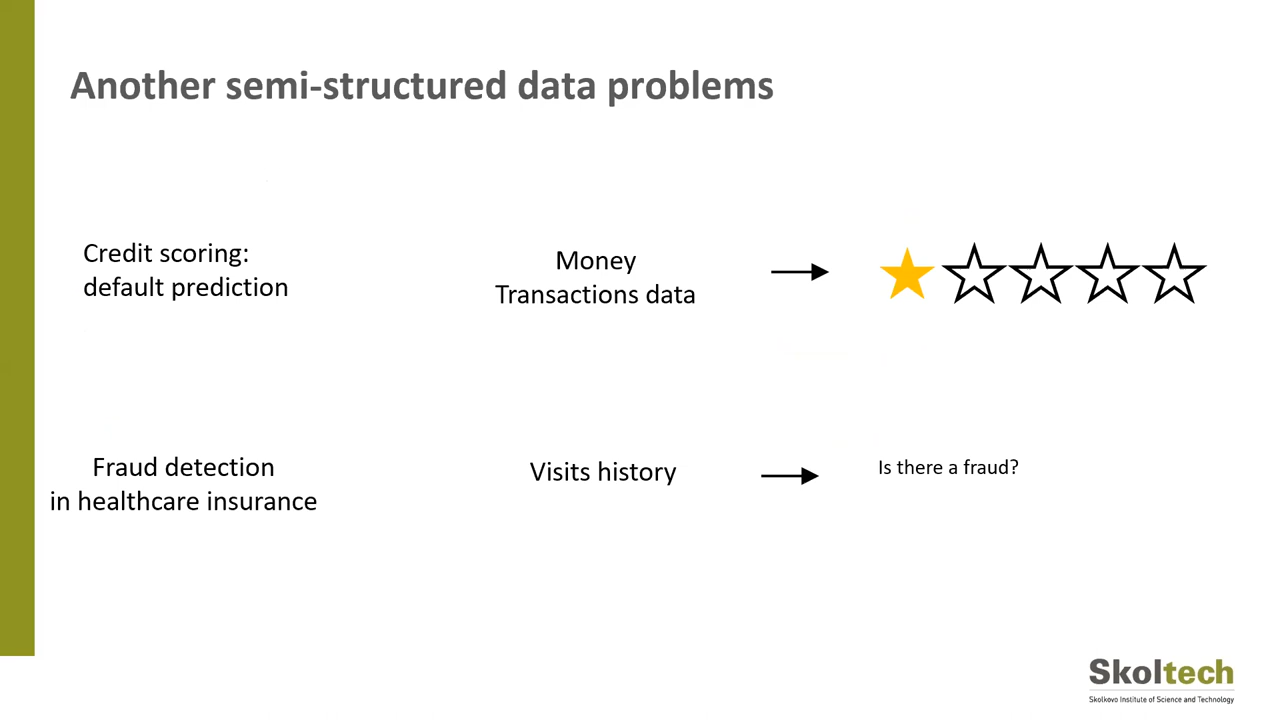 Another semi-structured data problems
Credit scoring:
default prediction
Money
Transactions data
Fraud detection
in healthcare insurance
Visits history
Is there a fraud?
Skoltech
Skolkovo Institute of Science and Technology